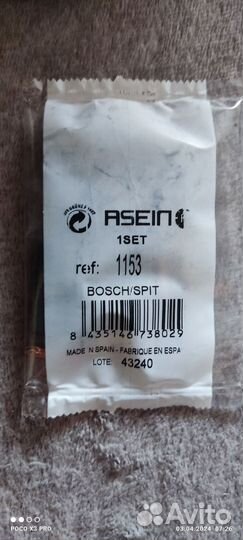 ASEIN
1SET
ref: 1153
BOSCH/SPIT
8 435146 738029
MADE IN SPAIN - FABRIQUE EN ESPA
LOTE: 43240
POCO X3 PRO
03.04.2024 07:26
Avito